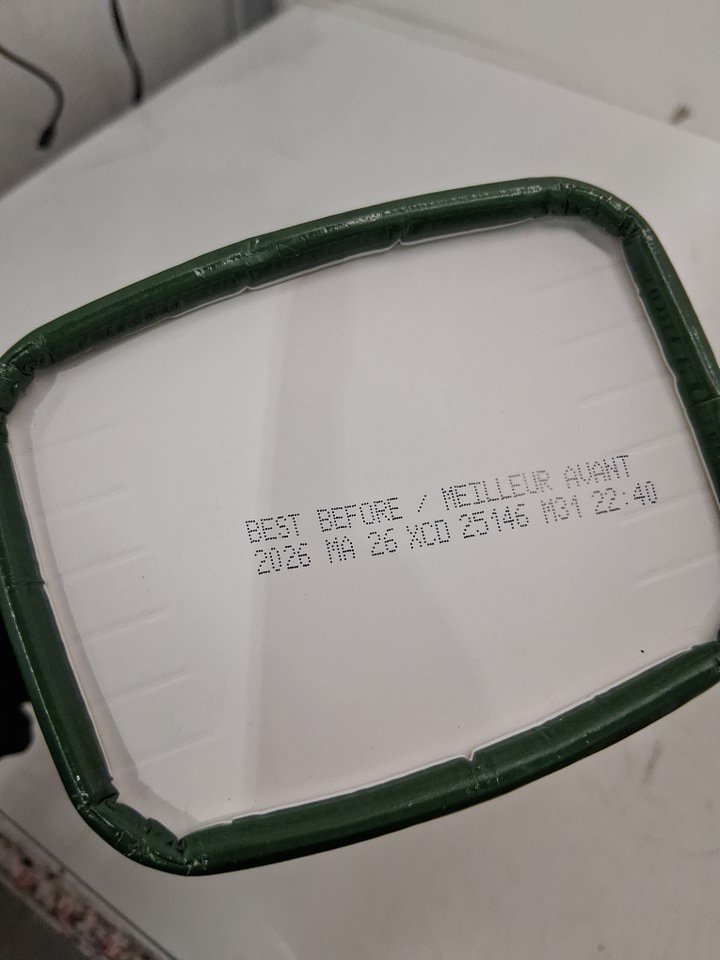 BEST BEFORE / MEILLEUR AVANT
2026 MA 26 XCD 25146 M31 22:40